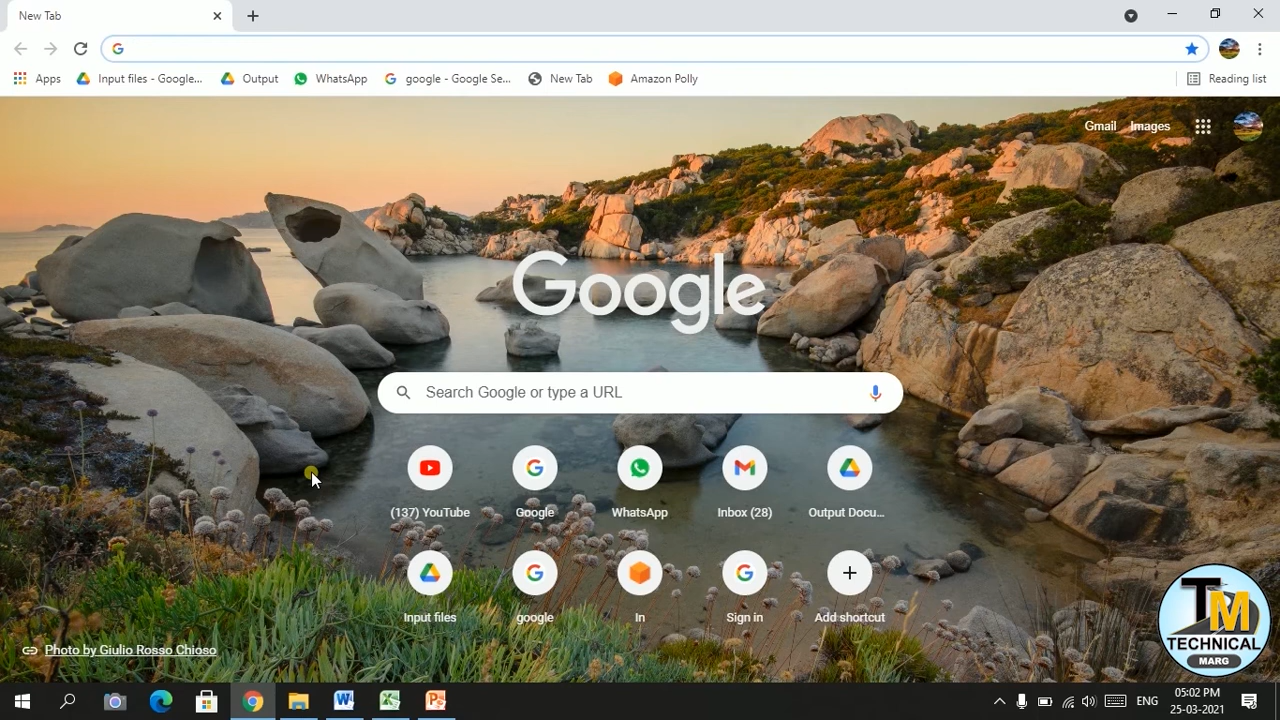 New Tab
Apps
Input files - Google...
Output
WhatsApp
google - Google Se...
New Tab
Amazon Polly
Reading list
Gmail
Images
Google
Search Google or type a URL
(137) YouTube
Google
WhatsApp
Inbox (28)
Output Docu...
Input files
google
In
Sign in
Add shortcut
Photo by Giulio Rosso Chioso
TM
TECHNICAL
MARG
ENG
05:02 PM
25-03-2021